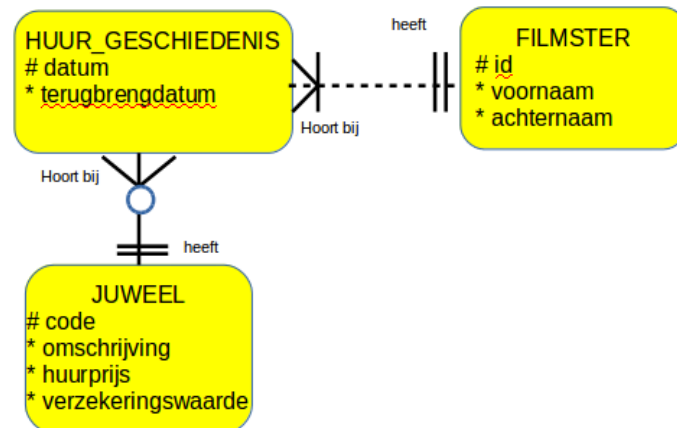 HUUR_GESCHIEDENIS
# datum
* terugbrengdatum
heeft
Hoort bij
FILMSTER
# id
* voornaam
* achternaam
Hoort bij
heeft
JUWEEL
# code
* omschrijving
* huurprijs
* verzekeringswaarde